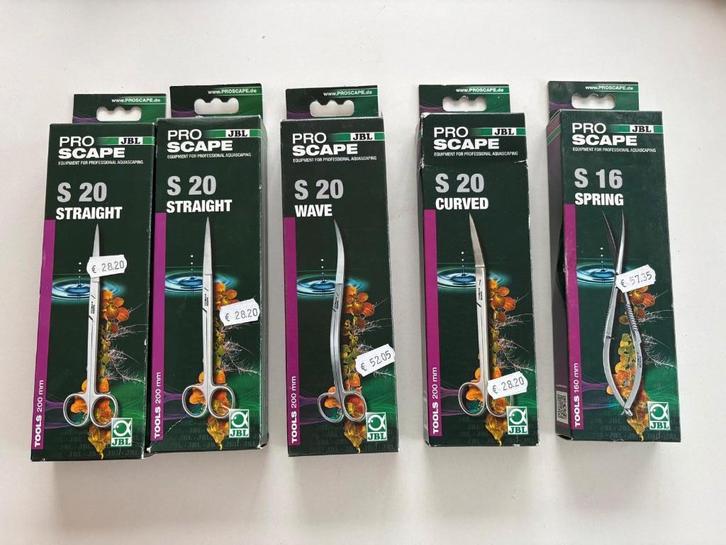 www.PROSCAPE.de
PRO JBL
SCAPE
EQUIPMENT FOR PROFESSIONAL AQUASCAPING
S 20
STRAIGHT
€ 28.20
TOOLS 200 mm
JBL
www.PROSCAPE.de
PRO JBL
SCAPE
EQUIPMENT FOR PROFESSIONAL AQUASCAPING
S 20
STRAIGHT
€ 28.20
TOOLS 200 mm
JBL
www.PROSCAPE.de
PRO JBL
SCAPE
EQUIPMENT FOR PROFESSIONAL AQUASCAPING
S 20
WAVE
€ 52.05
TOOLS 200 mm
JBL
www.PROSCAPE.de
PRO JBL
SCAPE
EQUIPMENT FOR PROFESSIONAL AQUASCAPING
S 20
CURVED
€ 28.20
TOOLS 200 mm
JBL
www.PROSCAPE.de
PRO JBL
SCAPE
EQUIPMENT FOR PROFESSIONAL AQUASCAPING
S 16
SPRING
€ 57.35
TOOLS 160 mm
JBL